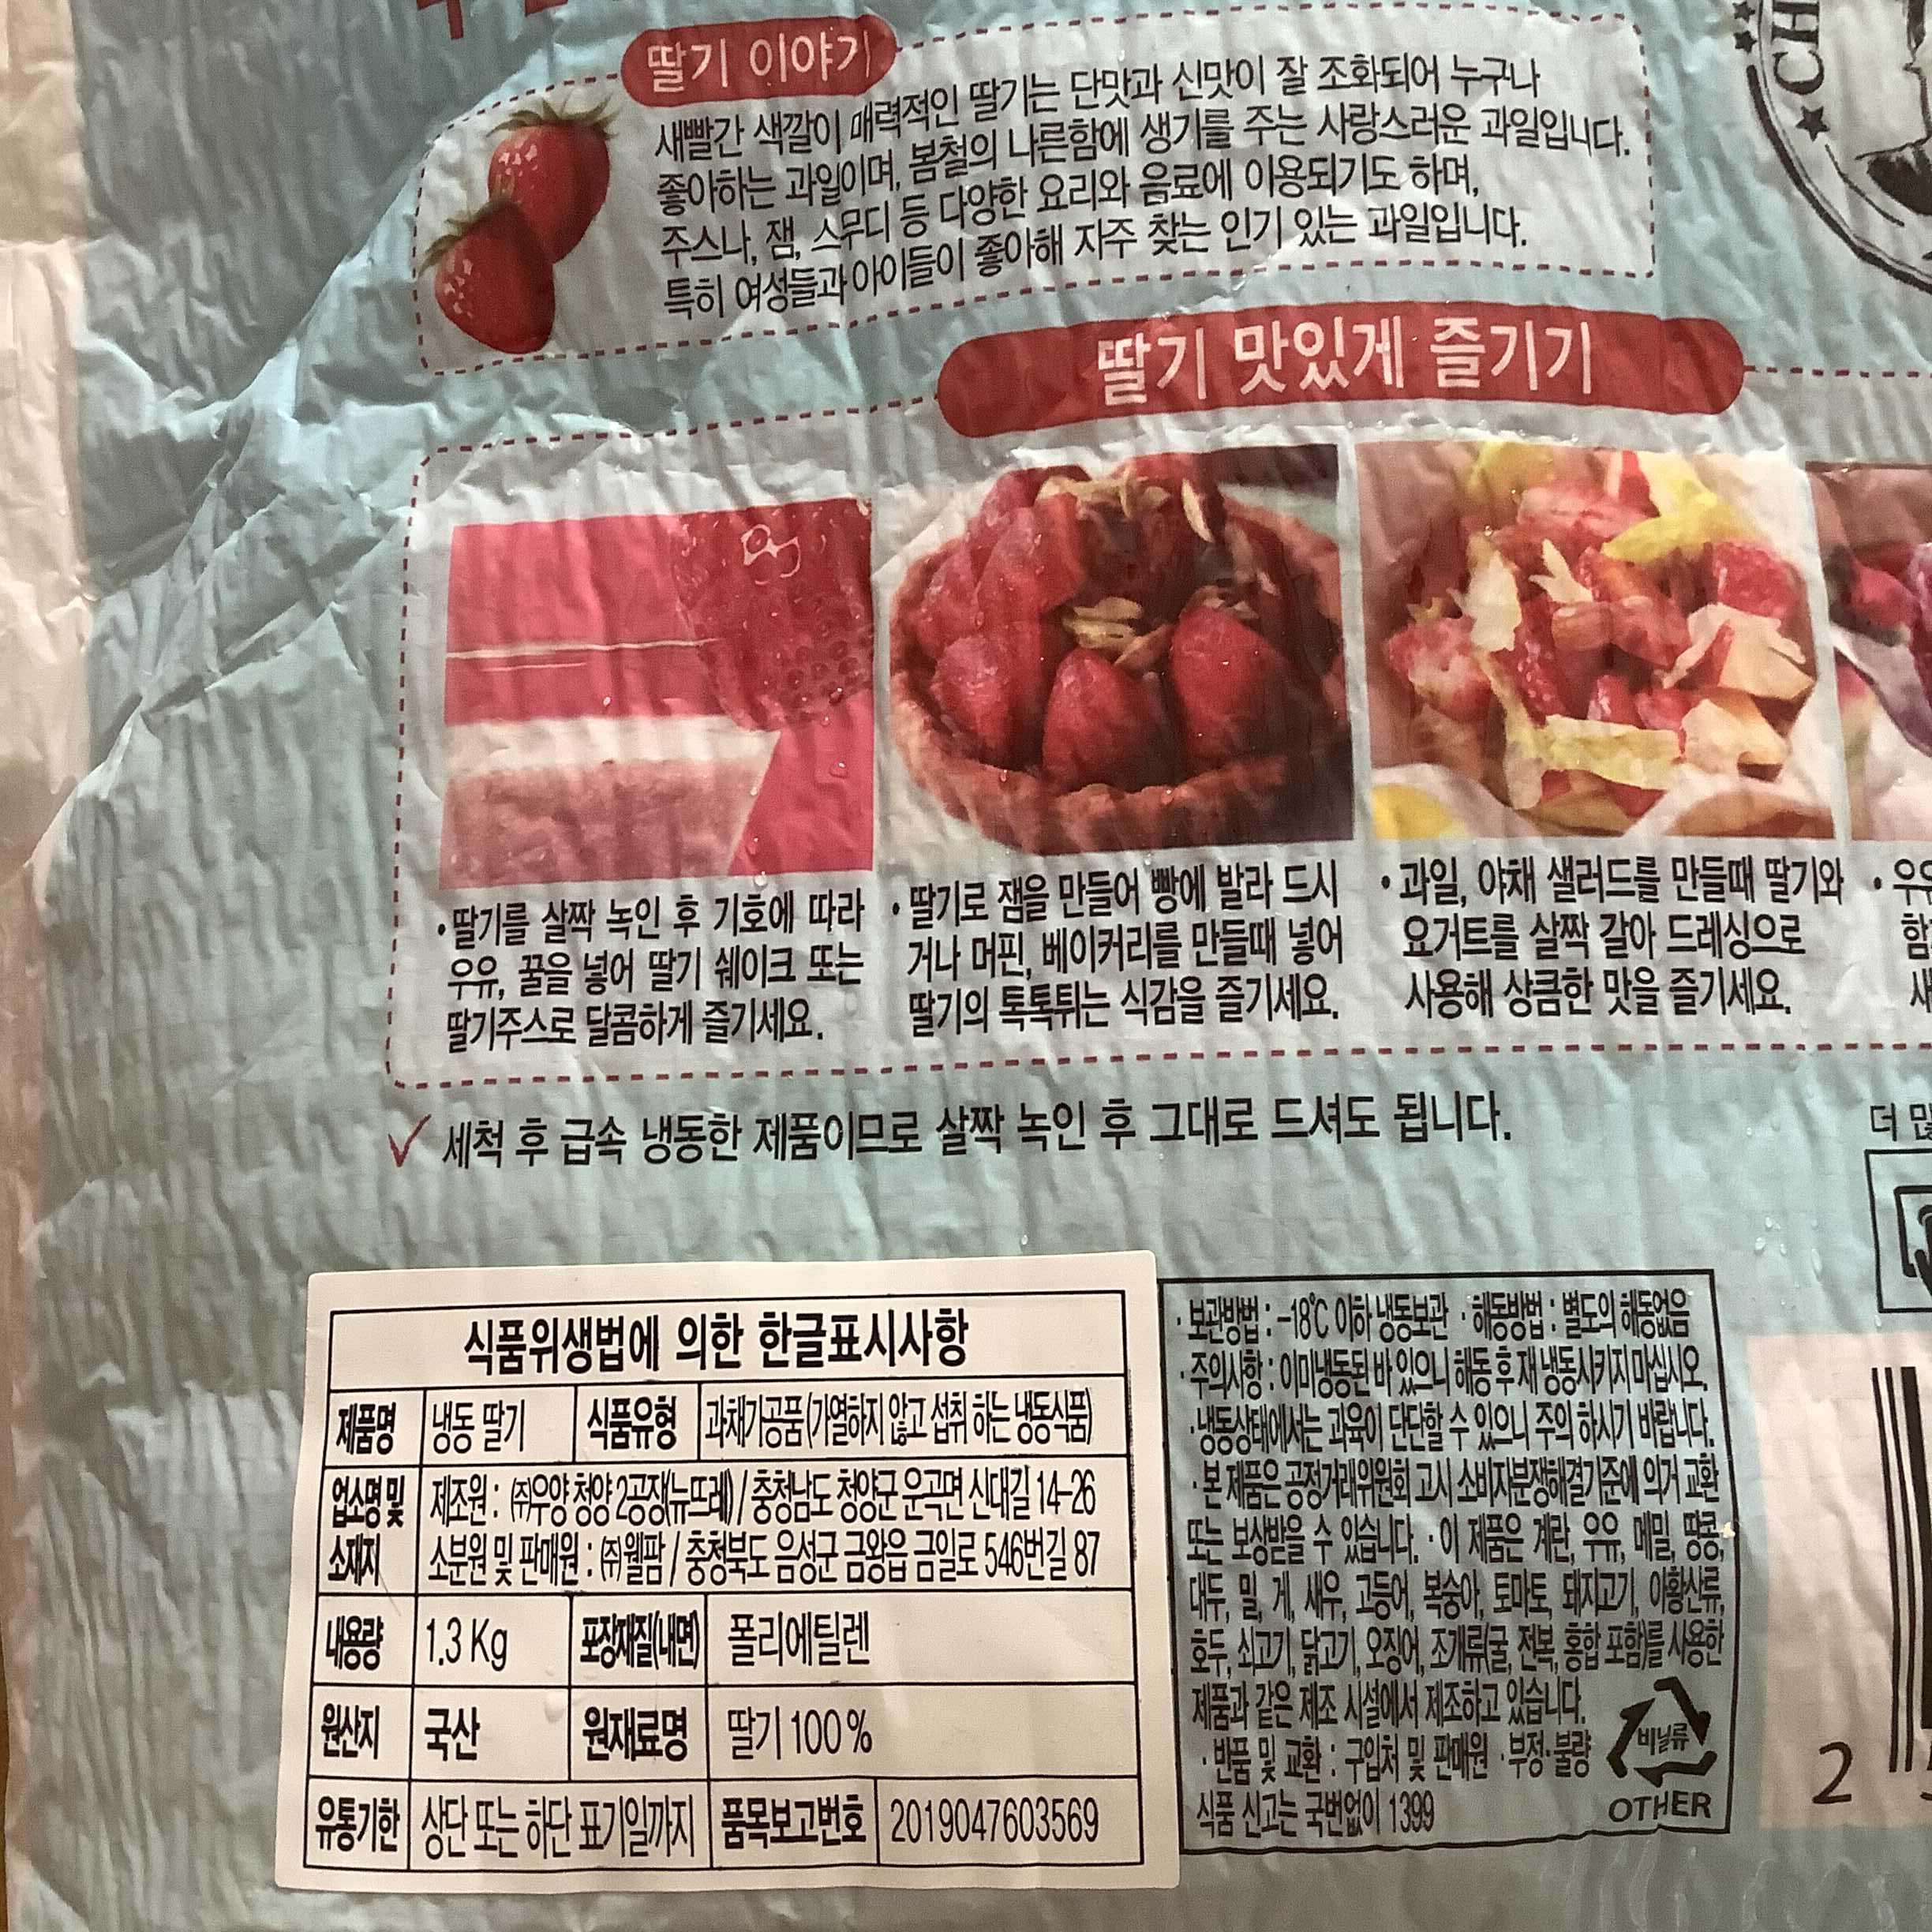 딸기 이야기
새빨간 색깔이 매력적인 딸기는 단맛과 신맛이 잘 조화되어 누구나
좋아하는 과일이며, 봄철의 나른함에 생기를 주는 사랑스러운 과일입니다.
주스나, 잼, 스무디 등 다양한 요리와 음료에 이용되기도 하며,
특히 여성들과 아이들이 좋아해 자주 찾는 인기 있는 과일입니다.
CH
딸기 맛있게 즐기기
• 딸기를 살짝 녹인 후 기호에 따라
우유, 꿀을 넣어 딸기 쉐이크 또는
딸기주스로 달콤하게 즐기세요.
• 딸기로 잼을 만들어 빵에 발라 드시
거나 머핀, 베이커리를 만들때 넣어
딸기의 톡톡튀는 식감을 즐기세요.
• 과일, 야채 샐러드를 만들때 딸기와
요거트를 살짝 갈아 드레싱으로
사용해 상큼한 맛을 즐기세요.
✓ 세척 후 급속 냉동한 제품이므로 살짝 녹인 후 그대로 드셔도 됩니다.
더
식품위생법에 의한 한글표시사항
제품명 냉동 딸기 식품유형 과채가공품(가열하지 않고 섭취 하는 냉동식품)
업소명 및 제조원 : ㈜우양 청양 2공장(뉴뜨레) / 충청남도 청양군 운곡면 신대길 14-26
소재지 소분원 및 판매원 : ㈜웰팜 / 충청북도 음성군 금왕읍 금일로 546번길 87
내용량 1.3 Kg 포장재질(내면) 폴리에틸렌
원산지 국산 원재료명 딸기 100 %
유통기한 상단 또는 하단 표기일까지 품목보고번호 2019047603569
· 보관방법 : -18℃ 이하 냉동보관 · 해동방법 : 별도의 해동없음
· 주의사항 : 이미냉동된 바 있으니 해동 후 재 냉동시키지 마십시오.
· 냉동상태에서는 과육이 단단할 수 있으니 주의 하시기 바랍니다.
· 본 제품은 공정거래위원회 고시 소비자분쟁해결기준에 의거 교환
또는 보상받을 수 있습니다. · 이 제품은 계란, 우유, 메밀, 땅콩,
대두, 밀, 게, 새우, 고등어, 복숭아, 토마토, 돼지고기, 아황산류,
호두, 쇠고기, 닭고기, 오징어, 조개류(굴, 전복, 홍합 포함)를 사용한
제품과 같은 제조 시설에서 제조하고 있습니다.
· 반품 및 교환 : 구입처 및 판매원 · 부정·불량
식품 신고는 국번없이 1399
비닐류
OTHER
2